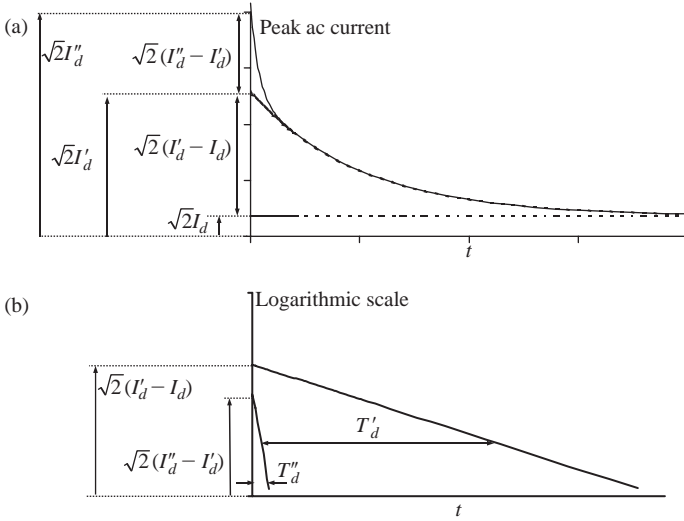 (a)
Peak ac current
√2I″d
√2(I″d − I′d)
√2I′d
√2(I′d − Id)
√2Id
t
(b)
Logarithmic scale
√2(I′d − Id)
T′d
√2(I″d − I′d)
T″d
t